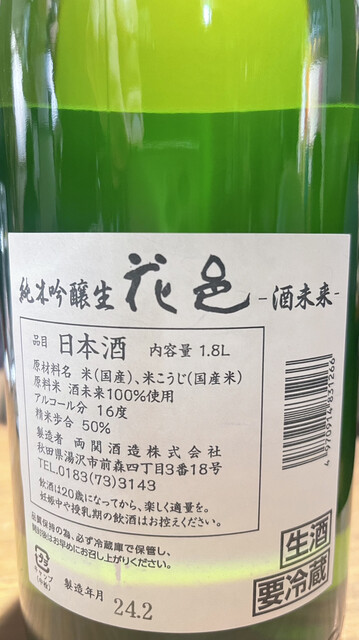 純米吟醸生 花邑 -酒未来-
品目 日本酒 内容量 1.8L
原材料名 米(国産)、米こうじ(国産米)
原料米 酒未来100%使用
アルコール分 16度
精米歩合 50%
製造者 両関酒造株式会社
秋田県湯沢市前森四丁目3番18号
TEL.0183(73)3143
飲酒は20歳になってから、楽しく適量を。
妊娠中や授乳期の飲酒はお控えください。
品質保持の為、必ず冷蔵庫で保管し、
開封後はお早めにお召し上がりください。
製造年月 24.2
生酒
要冷蔵
4970914831266